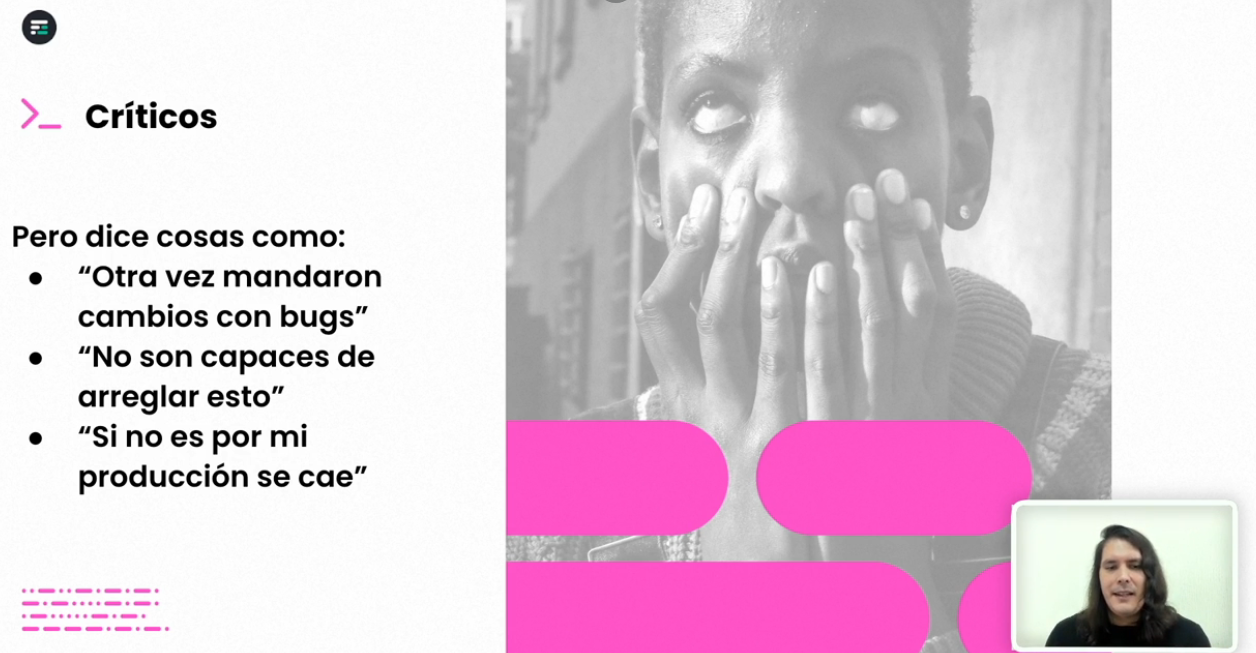 Críticos
Pero dice cosas como:
● “Otra vez mandaron
cambios con bugs”
● “No son capaces de
arreglar esto”
● “Si no es por mi
producción se cae”